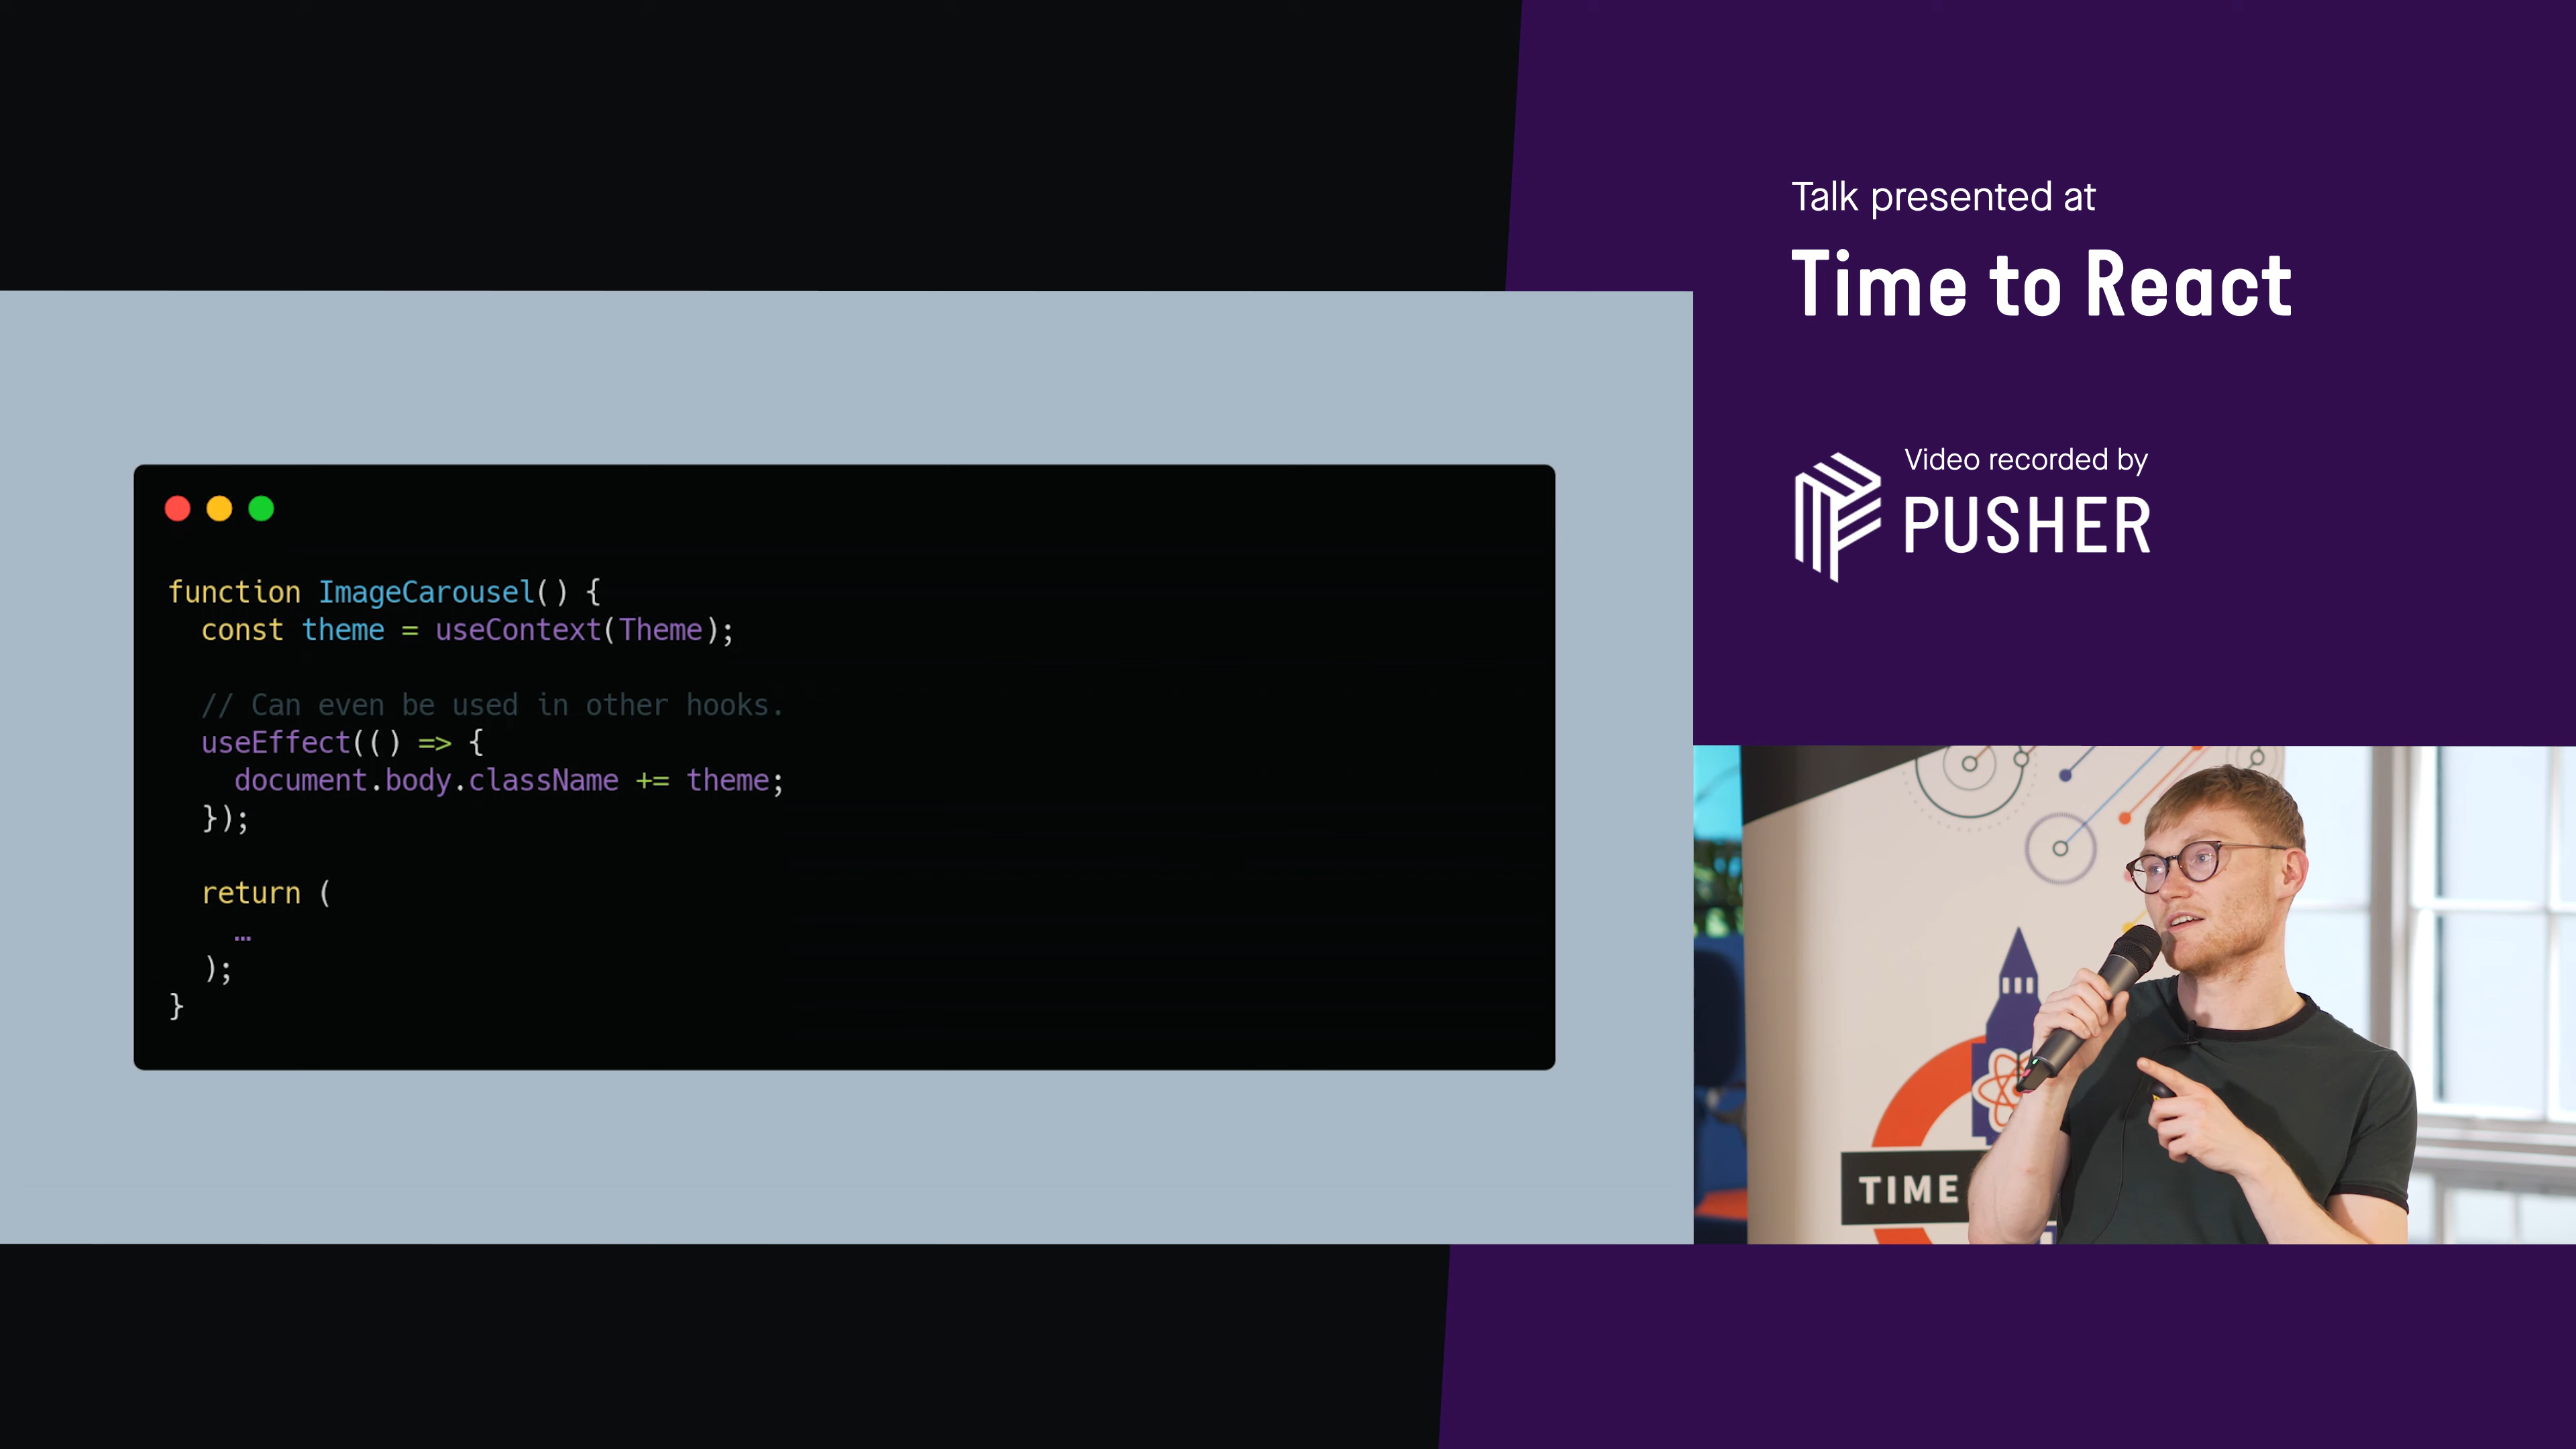 function ImageCarousel() {
  const theme = useContext(Theme);
  // Can even be used in other hooks.
  useEffect(() => {
    document.body.className += theme;
  });
  return (
    …
  );
}
Talk presented at
Time to React
Video recorded by
PUSHER
TIME